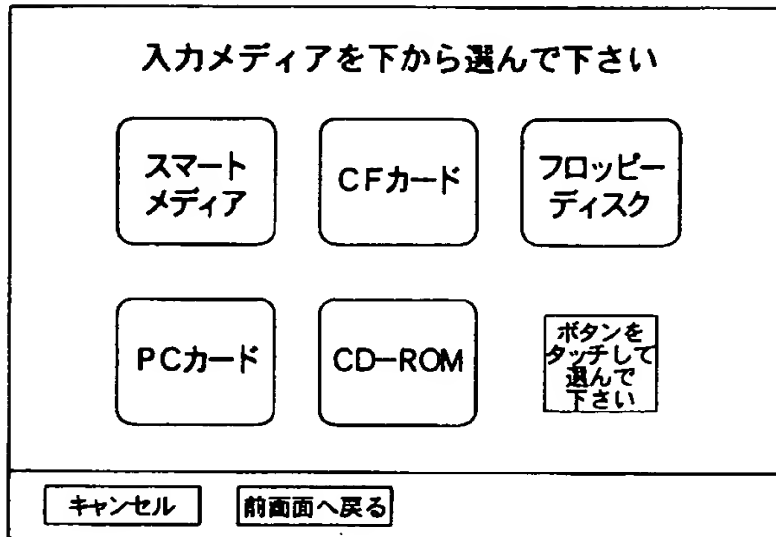 入力メディアを下から選んで下さい
スマート
メディア
CFカード
フロッピー
ディスク
PCカード
CD-ROM
ボタンを
タッチして
選んで
下さい
キャンセル
前画面へ戻る